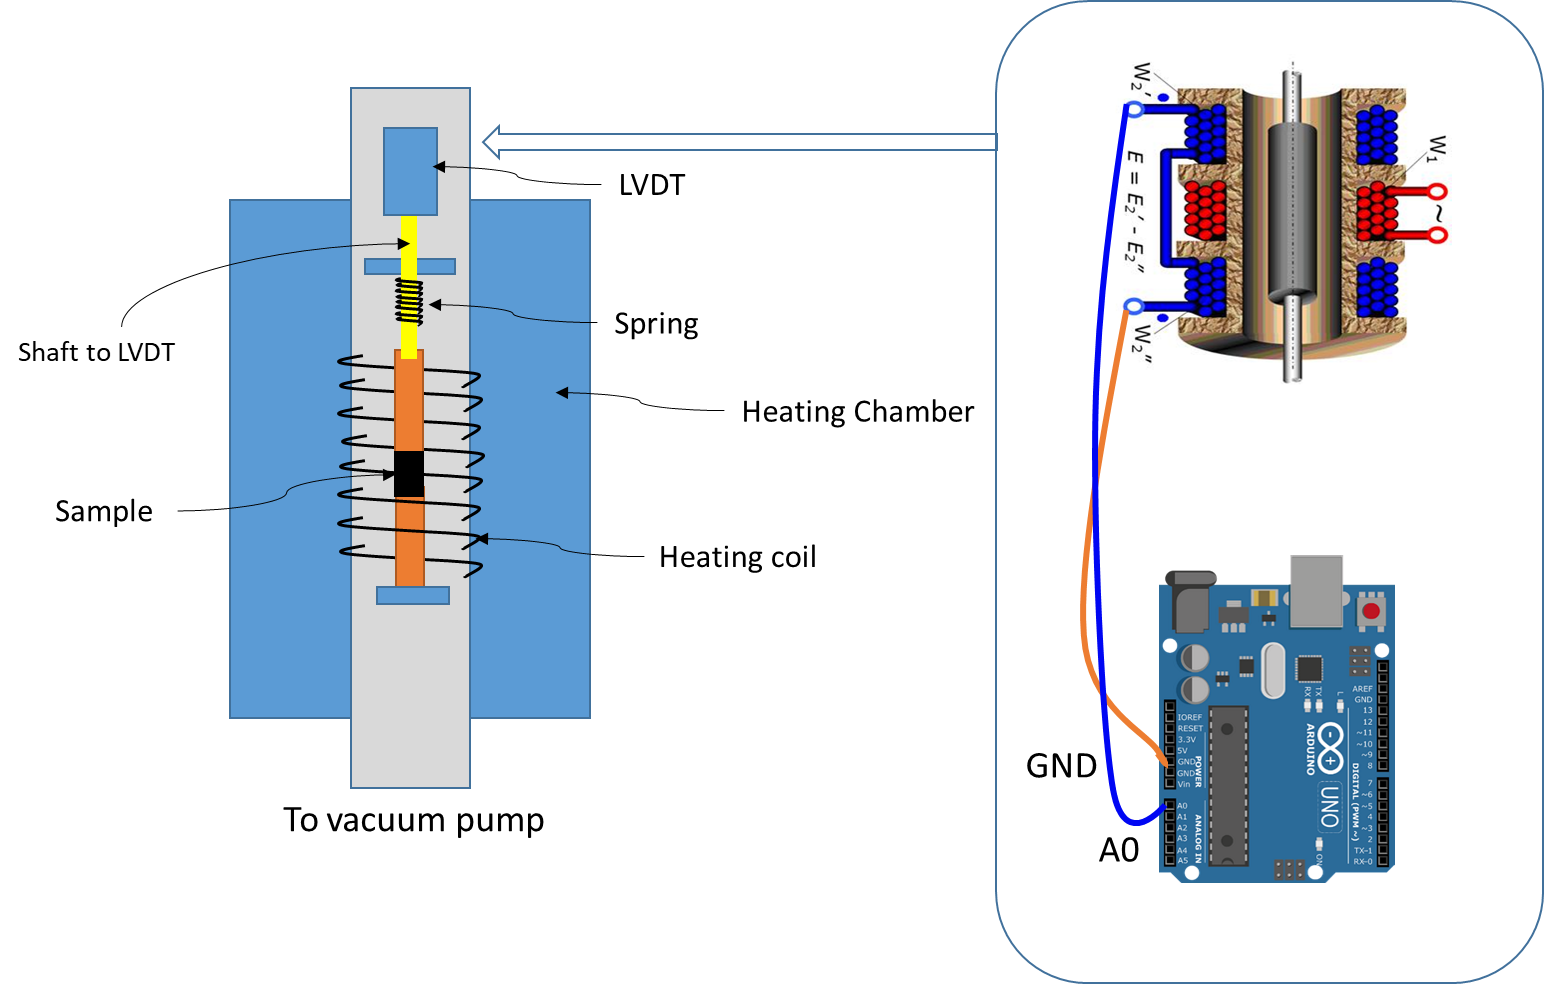 LVDT
Shaft to LVDT
Spring
Heating Chamber
Sample
Heating coil
To vacuum pump
W₂′
W₁
~
E = E₂′ - E₂″
W₂″
GND
A0
IOREF
RESET
3.3V
5V
GND
GND
Vin
POWER
A0
A1
A2
A3
A4
A5
ANALOG IN
RX
TX
L
ARDUINO
UNO
ON
AREF
GND
13
12
~11
~10
~9
8
7
~6
~5
4
~3
2
TX-1
RX-0
DIGITAL (PWM ~)